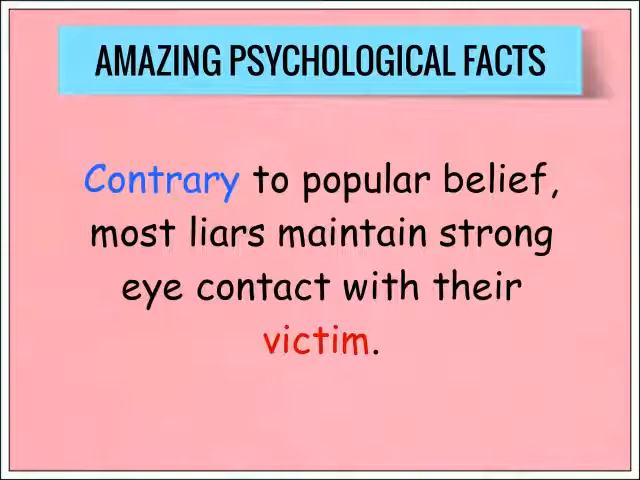 AMAZING PSYCHOLOGICAL FACTS
Contrary to popular belief,
most liars maintain strong
eye contact with their
victim.